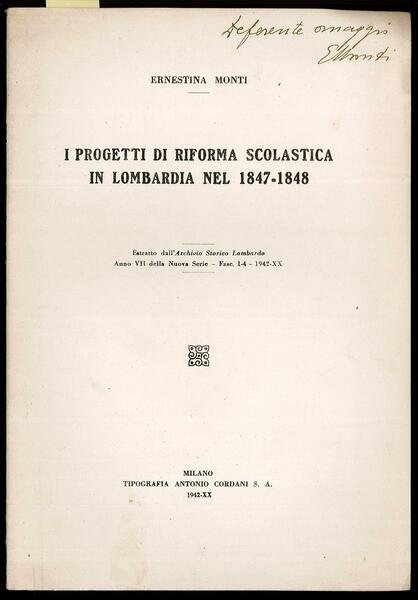 Deferente omaggio
EMonti
ERNESTINA MONTI
I PROGETTI DI RIFORMA SCOLASTICA
IN LOMBARDIA NEL 1847-1848
Estratto dall'Archivio Storico Lombardo
Anno VII della Nuova Serie - Fasc. 1-4 - 1942-XX
MILANO
TIPOGRAFIA ANTONIO CORDANI S. A.
1942-XX